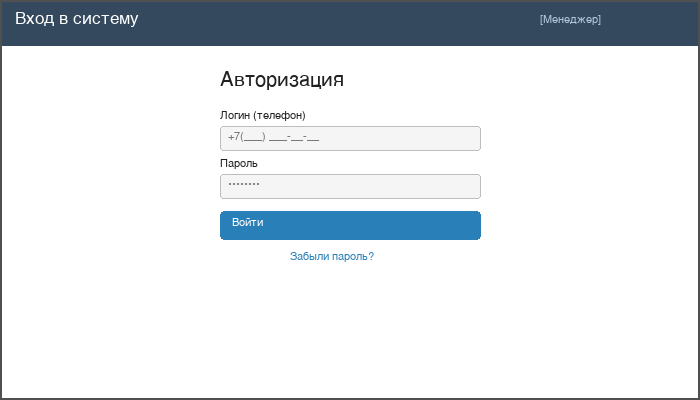 Вход в систему
[Менеджер]
Авторизация
Логин (телефон)
+7(___) ___-__-__
Пароль
********
Войти
Забыли пароль?